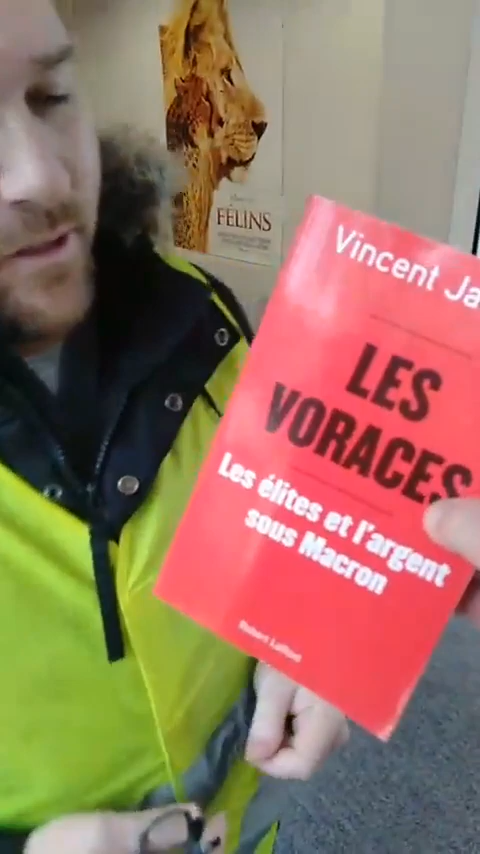 FÉLINS
Vincent Ja
LES
VORACES
Les élites et l'argent
sous Macron
Robert Laffont